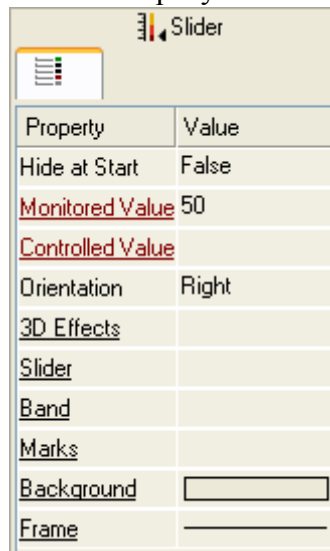 Slider
Property Value
Hide at Start False
Monitored Value 50
Controlled Value
Orientation Right
3D Effects
Slider
Band
Marks
Background
Frame